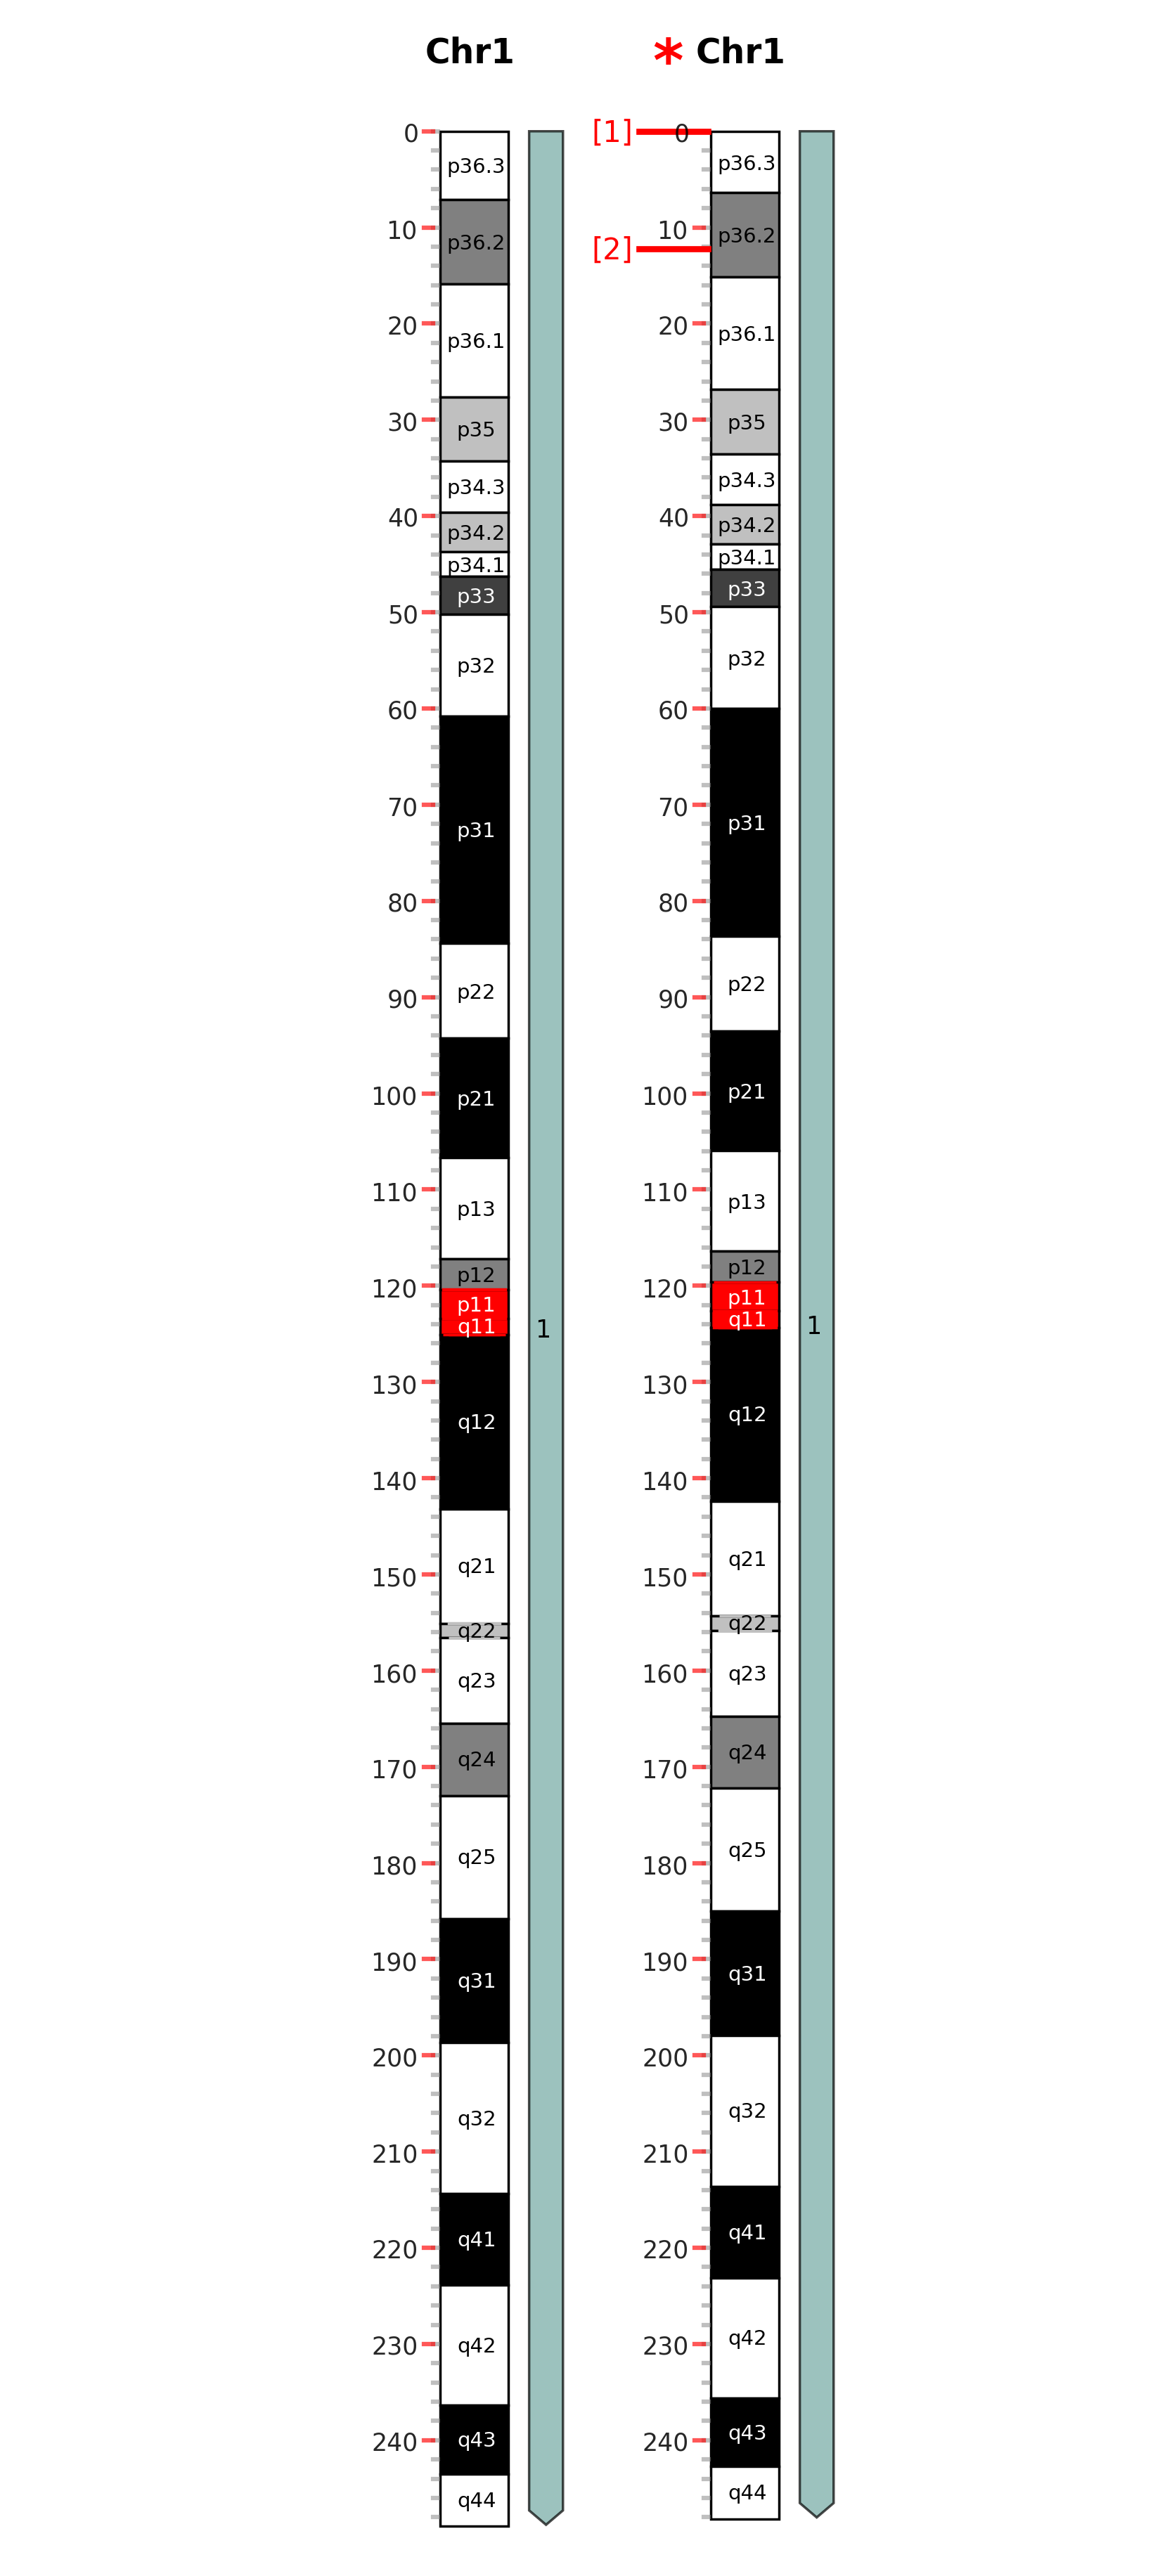 Chr1
* Chr1
0
p36.3
10
p36.2
20
p36.1
30
p35
p34.3
40
p34.2
p34.1
p33
50
p32
60
p31
70
80
p22
90
p21
100
p13
110
p12
120
p11
q11
130
q12
140
q21
150
q22
160
q23
q24
170
q25
180
190
q31
200
q32
210
q41
220
q42
230
q43
240
q44
1
[1]
0
p36.3
10
[2]
p36.2
20
p36.1
30
p35
p34.3
40
p34.2
p34.1
p33
50
p32
60
p31
70
80
p22
90
p21
100
p13
110
p12
120
p11
q11
130
q12
140
q21
150
q22
160
q23
q24
170
q25
180
190
q31
200
q32
210
q41
220
q42
230
q43
240
q44
1